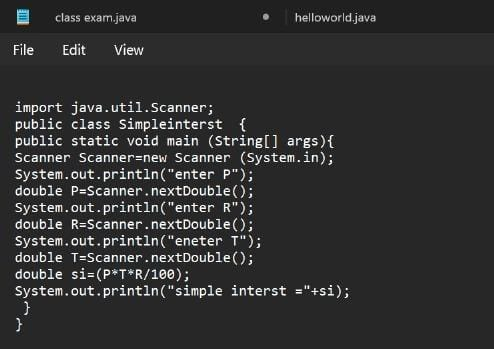 class exam.java
helloworld.java
File Edit View
import java.util.Scanner;
public class Simpleinterst {
public static void main (String[] args){
Scanner Scanner=new Scanner (System.in);
System.out.println("enter P");
double P=Scanner.nextDouble();
System.out.println("enter R");
double R=Scanner.nextDouble();
System.out.println("eneter T");
double T=Scanner.nextDouble();
double si=(P*T*R/100);
System.out.println("simple interst ="+si);
}
}